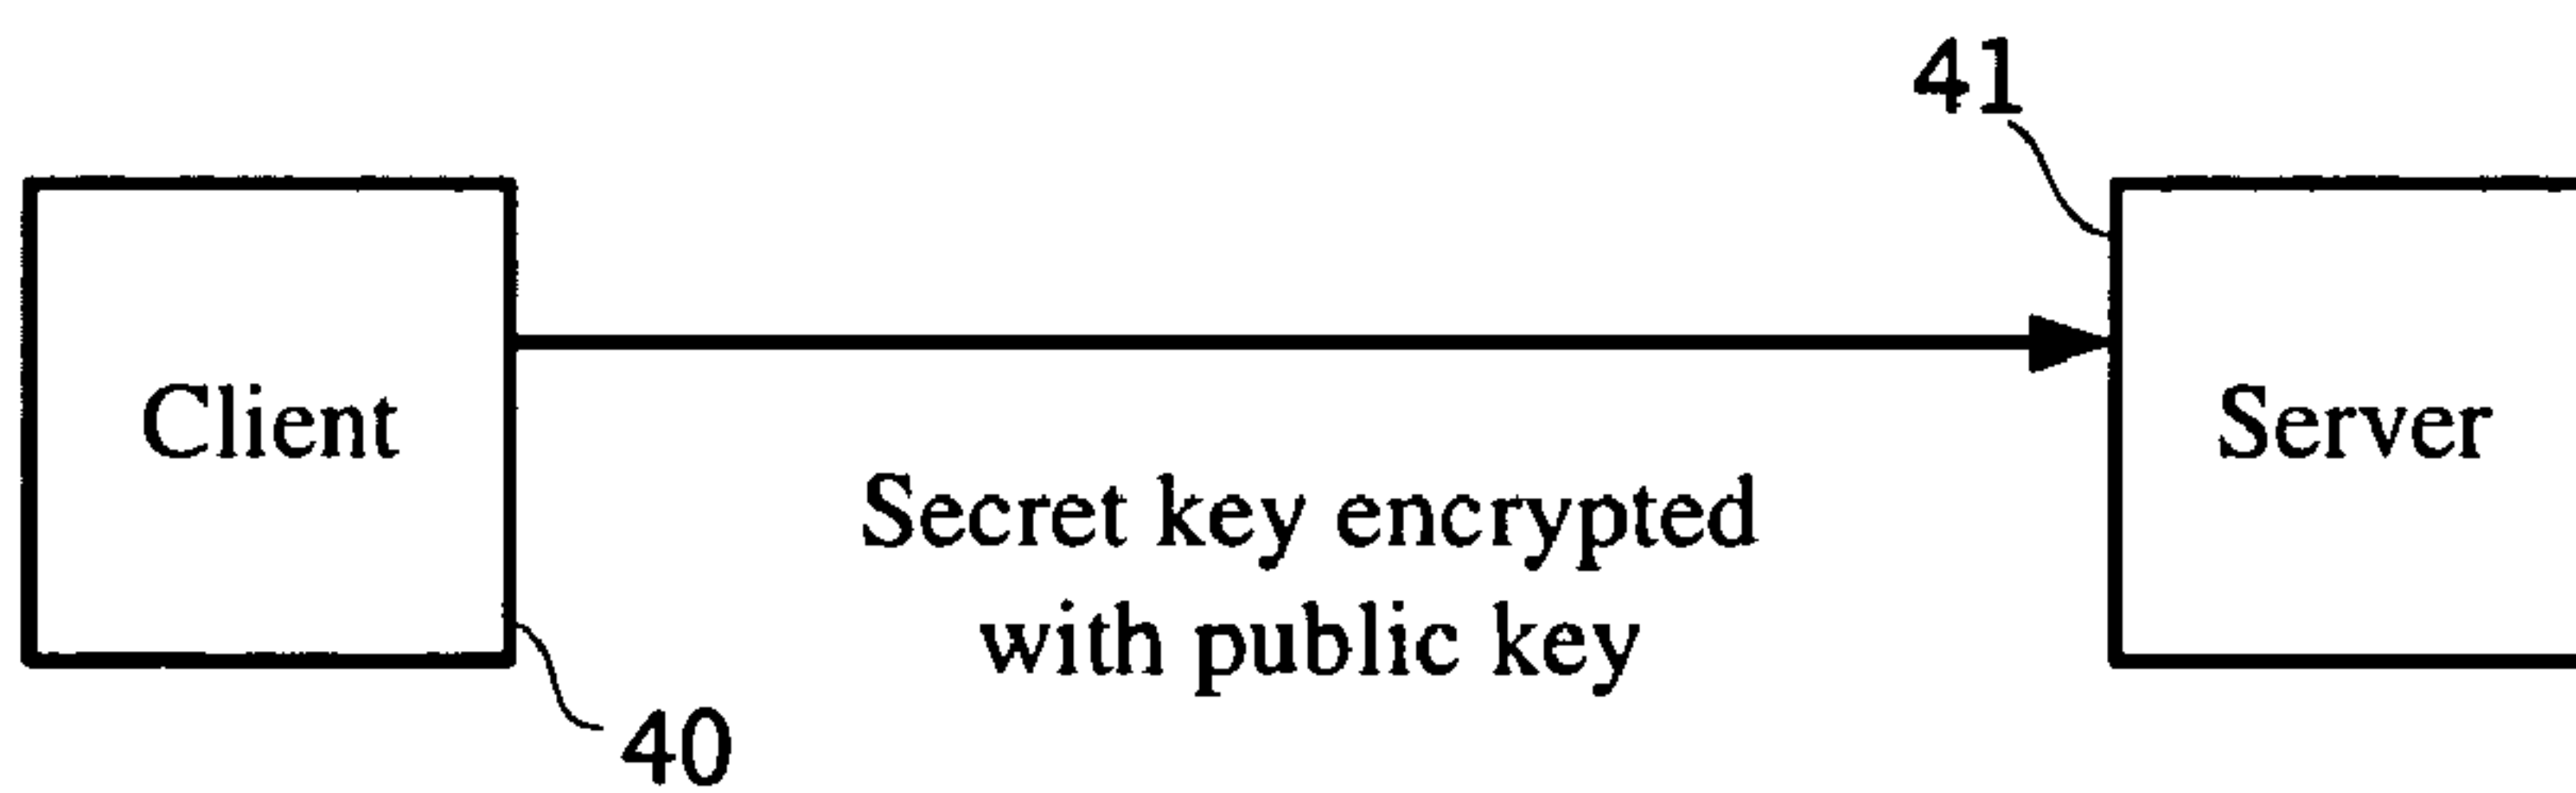 41
Client
Server
Secret key encrypted
with public key
40